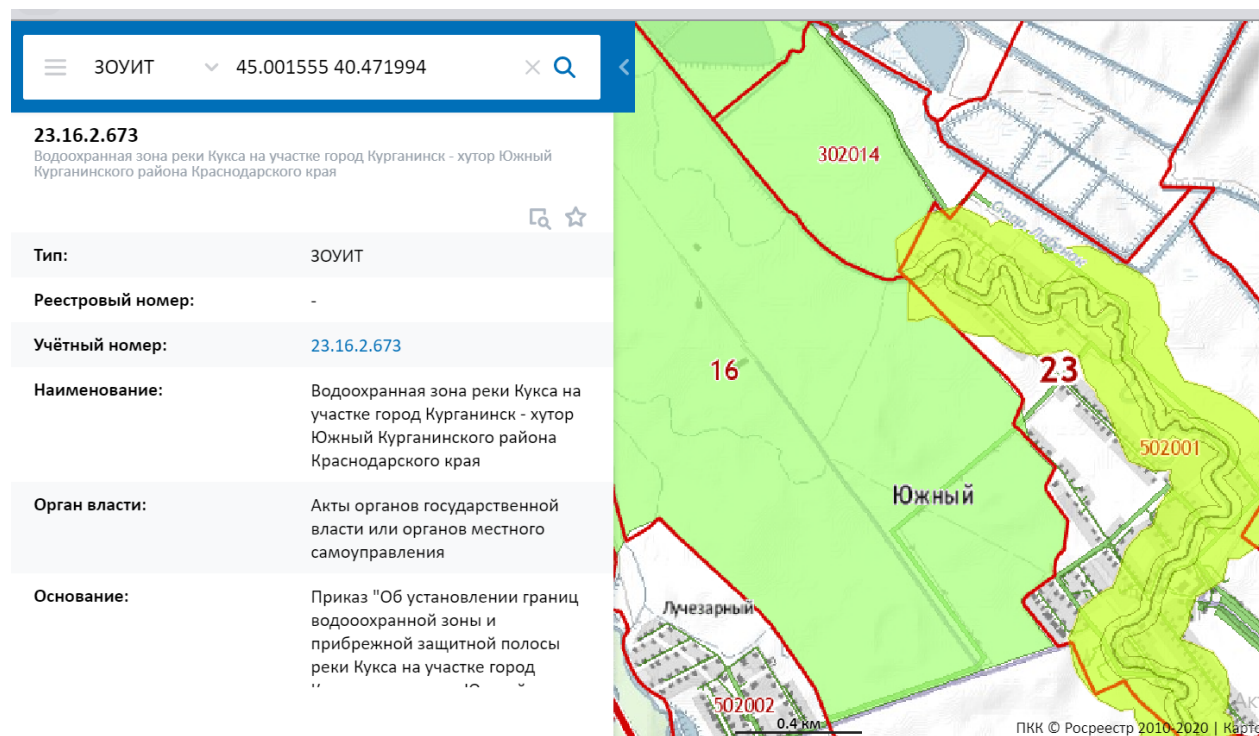 ЗОУИТ
45.001555 40.471994
23.16.2.673
Водоохранная зона реки Кукса на участке город Курганинск - хутор Южный
Курганинского района Краснодарского края
Тип:
ЗОУИТ
Реестровый номер:
-
Учётный номер:
23.16.2.673
Наименование:
Водоохранная зона реки Кукса на
участке город Курганинск - хутор
Южный Курганинского района
Краснодарского края
Орган власти:
Акты органов государственной
власти или органов местного
самоуправления
Основание:
Приказ "Об установлении границ
водооохранной зоны и
прибрежной защитной полосы
реки Кукса на участке город
302014
16
23
502001
Южный
Лучезарный
502002
0.4 км
ПКК © Росреестр 2010-2020 | Карте